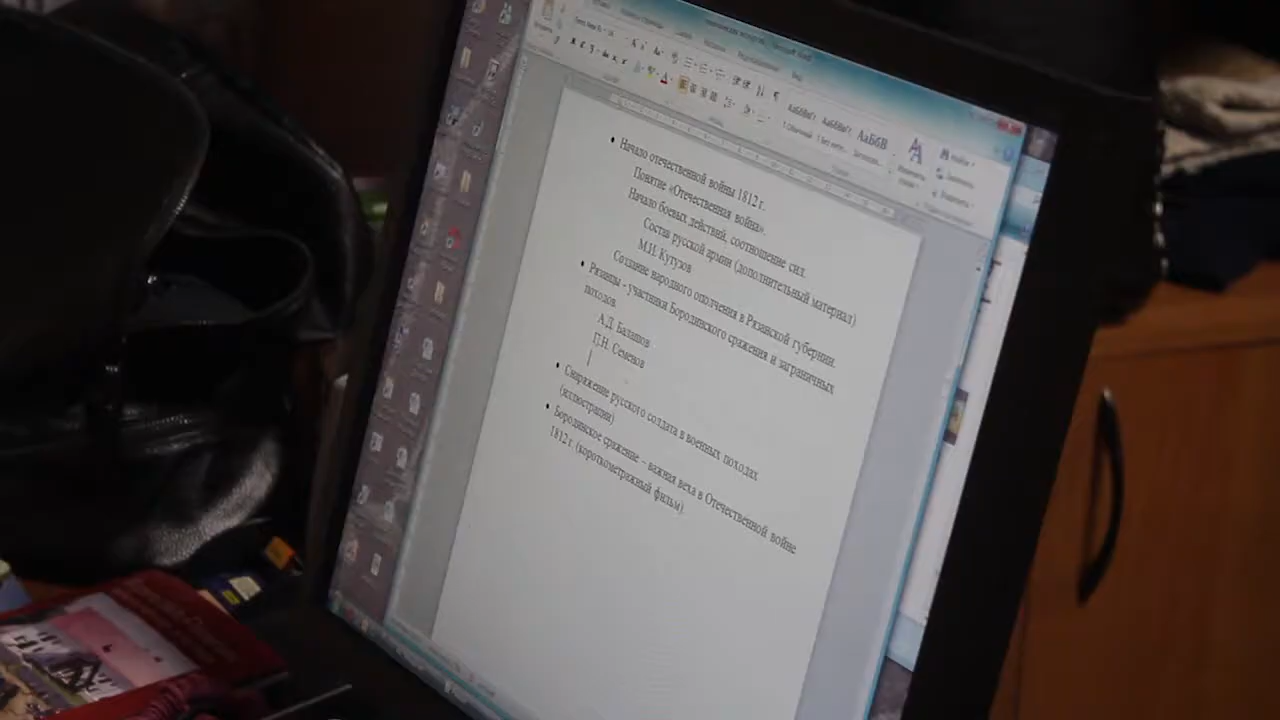 Начало отечественной войны 1812 г.
Понятие «Отечественная война».
Начало боевых действий, соотношение сил.
Состав русской армии (дополнительный материал)
М.И. Кутузов
Создание народного ополчения в Рязанской губернии.
Рязанцы - участники Бородинского сражения и заграничных
походов
А.Д. Балашов
П.Н. Семенов
Снаряжение русского солдата в военных походах
(иллюстрации)
Бородинское сражение – важная веха в Отечественной войне
1812 г. (короткометражный фильм).